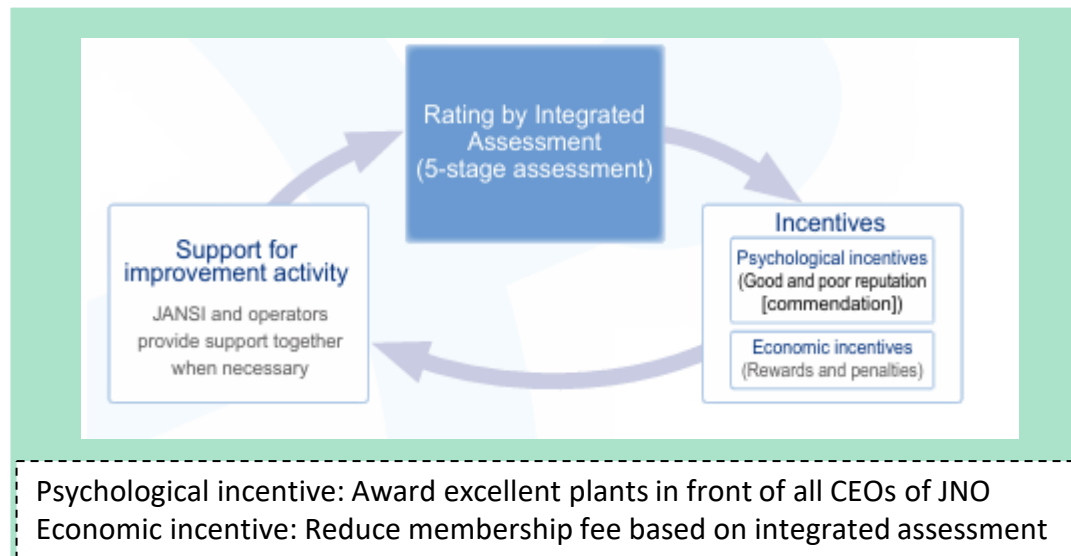 Rating by Integrated
Assessment
(5-stage assessment)
Support for
improvement activity
JANSI and operators
provide support together
when necessary
Incentives
Psychological incentives
(Good and poor reputation
[commendation])
Economic incentives
(Rewards and penalties)
Psychological incentive: Award excellent plants in front of all CEOs of JNO
Economic incentive: Reduce membership fee based on integrated assessment